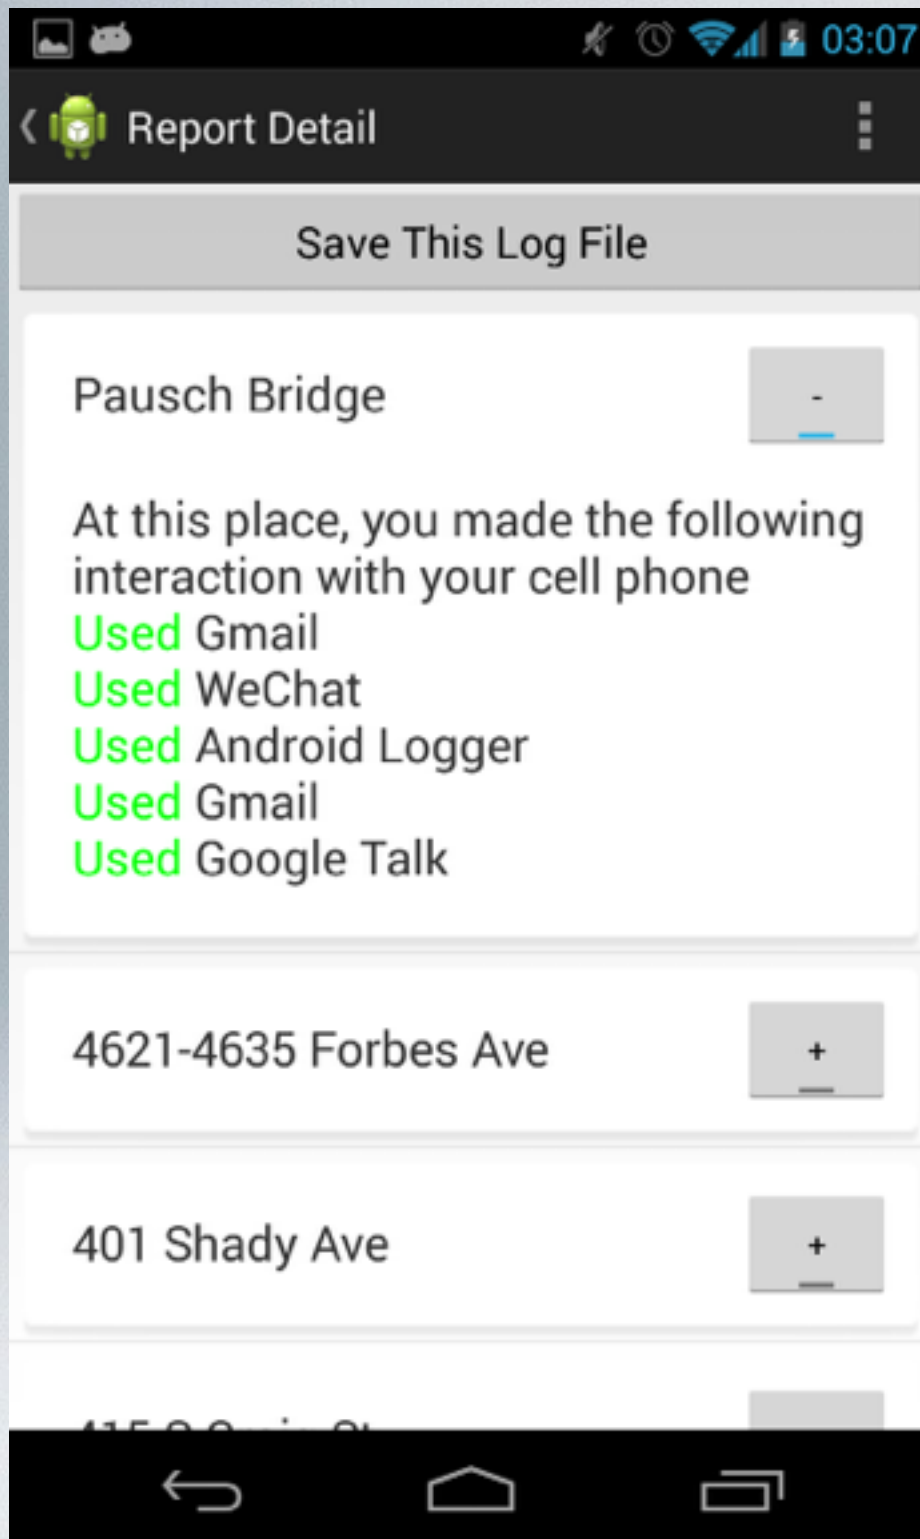 03:07
Report Detail
Save This Log File
Pausch Bridge
-
At this place, you made the following
interaction with your cell phone
Used Gmail
Used WeChat
Used Android Logger
Used Gmail
Used Google Talk
4621-4635 Forbes Ave
+
401 Shady Ave
+